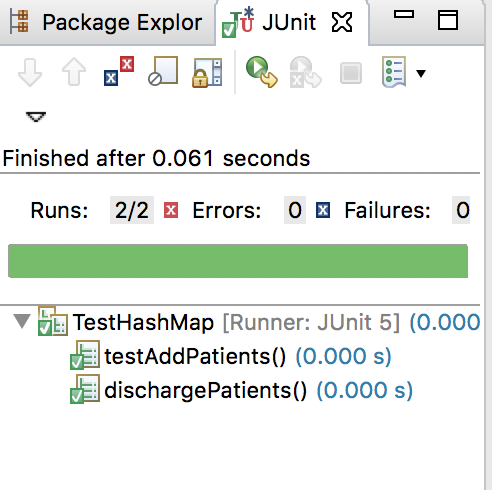 Package Explor JUnit
Finished after 0.061 seconds
Runs: 2/2 Errors: 0 Failures: 0
TestHashMap [Runner: JUnit 5] (0.000
testAddPatients() (0.000 s)
dischargePatients() (0.000 s)